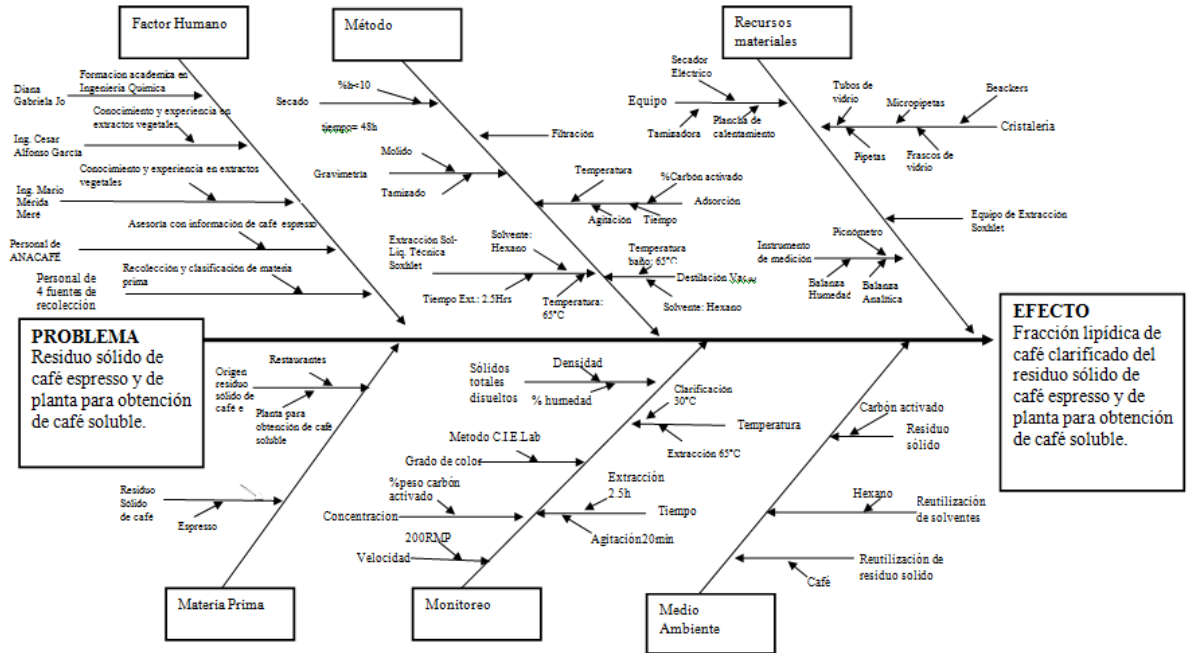 Factor Humano
Método
Recursos
materiales
Diana
Gabriela Jo
Formacion academica en
Ingeniería Química
Ing. Cesar
Alfonso García
Conocimiento y experiencia en
extractos vegetales
Ing. Mario
Mérida
Meré
Conocimiento y experiencia en extractos
vegetales
Personal de
ANACAFÉ
Asesoria con información de café espresso
Personal de
4 fuentes de
recolección
Recolección y clasificación de materia
prima
Secado
%h<10
tiempo= 48h
Filtración
Gravimetría
Molido
Tamizado
Temperatura
%Carbón activado
Adsorción
Agitación
Tiempo
Extracción Sol-
Liq. Técnica
Soxhlet
Solvente:
Hexano
Tiempo Ext.: 2.5Hrs
Temperatura:
65°C
Temperatura
baño: 65°C
Destilación
Solvente: Hexano
Secador
Electrico
Equipo
Tamizadora
Plancha de
calentamiento
Tubos de
vidrio
Micropipetas
Beackers
Cristaleria
Pipetas
Frascos de
vidrio
Equipo de Extracción
Soxhlet
Picnómetro
Instrumento
de medición
Balanza
Humedad
Balanza
Analítica
PROBLEMA
Residuo sólido de
café espresso y de
planta para obtención
de café soluble.
EFECTO
Fracción lipídica de
café clarificado del
residuo sólido de
café espresso y de
planta para obtención
de café soluble.
Restaurantes
Origen
residuo
sólido de
café e
Planta para
obtención de café
soluble
Residuo
Sólido
de café
Espresso
Sólidos
totales
disueltos
Densidad
% humedad
Clarificación
30°C
Temperatura
Extracción 65°C
Metodo C.I.E.Lab
Grado de color
%peso carbón
activado
Concentracion
Extracción
2.5h
Tiempo
Agitación20min
200RMP
Velocidad
Carbón activado
Residuo
sólido
Hexano
Reutilización
de solventes
Reutilización de
residuo solido
Café
Materia Prima
Monitoreo
Medio
Ambiente